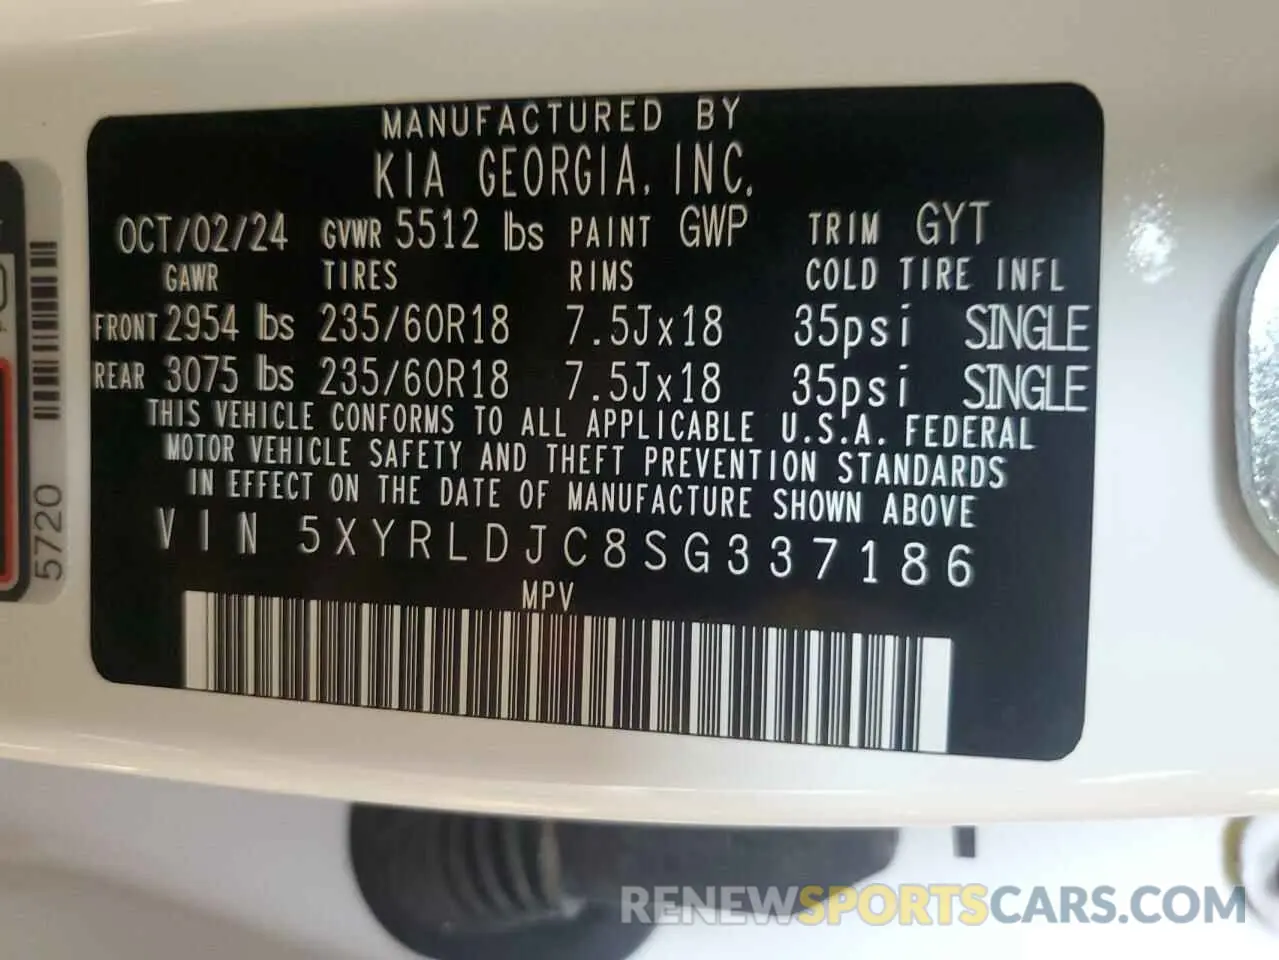 MANUFACTURED BY
KIA GEORGIA, INC.
OCT/02/24 GVWR 5512 lbs PAINT GWP TRIM GYT
GAWR TIRES RIMS COLD TIRE INFL
FRONT 2954 lbs 235/60R18 7.5Jx18 35psi SINGLE
REAR 3075 lbs 235/60R18 7.5Jx18 35psi SINGLE
THIS VEHICLE CONFORMS TO ALL APPLICABLE U.S.A. FEDERAL
MOTOR VEHICLE SAFETY AND THEFT PREVENTION STANDARDS
IN EFFECT ON THE DATE OF MANUFACTURE SHOWN ABOVE
VIN 5XYRLDJC8SG337186
MPV
5720
RENEWSPORTSCARS.COM